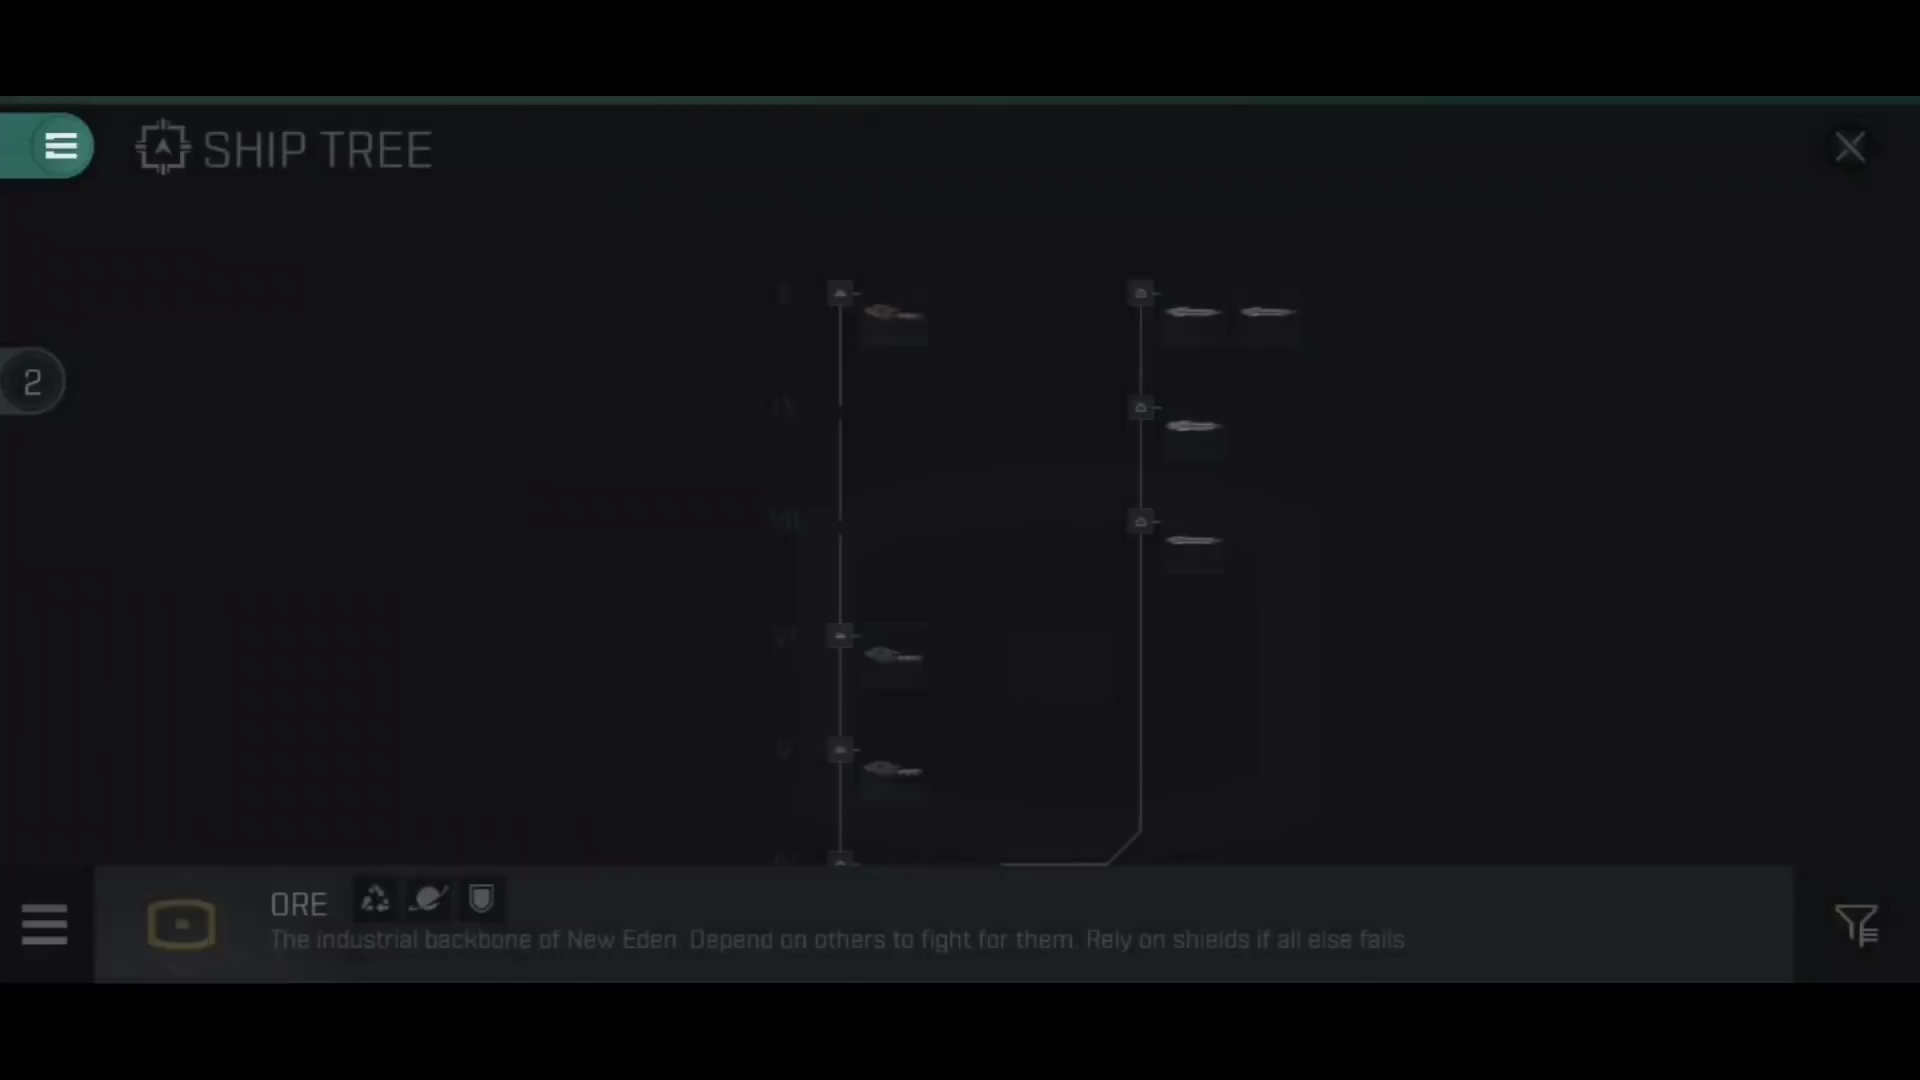 SHIP TREE
2
VI
V
ORE
The industrial backbone of New Eden. Depend on others to fight for them. Rely on shields if all else fails.